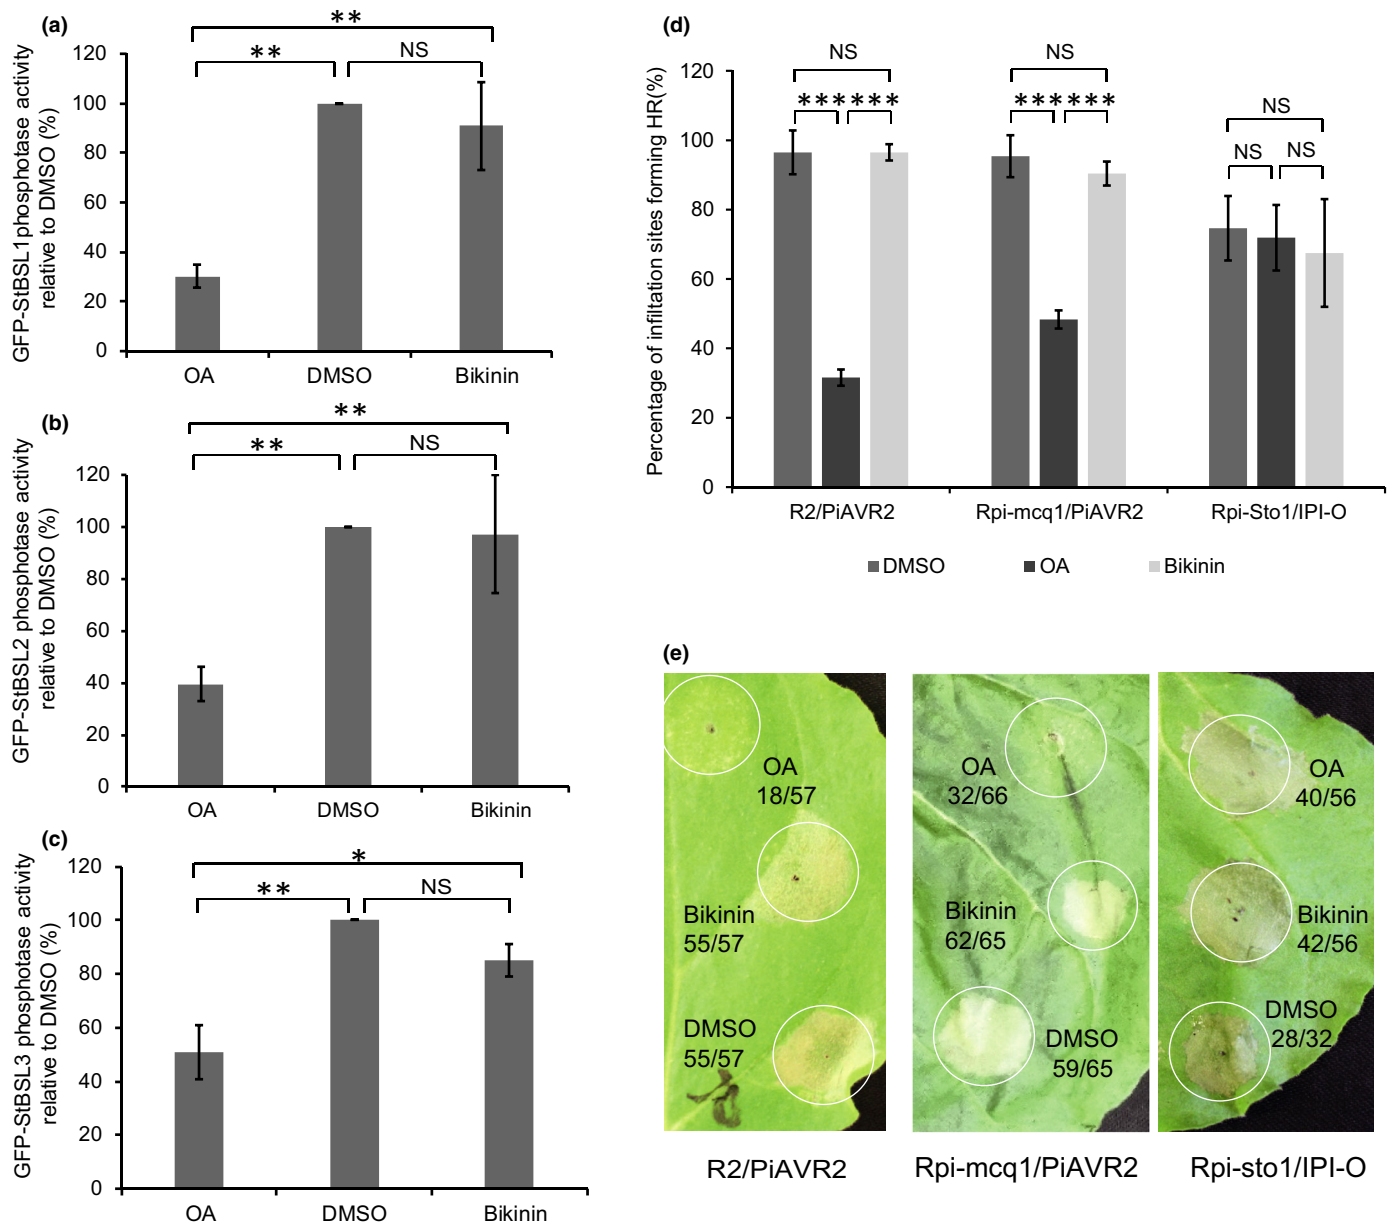 (a)
**
**
NS
GFP-StBSL1phosphotase activity
relative to DMSO (%)
120
100
80
60
40
20
0
OA
DMSO
Bikinin
(b)
**
**
NS
GFP-StBSL2 phosphotase activity
relative to DMSO (%)
120
100
80
60
40
20
0
OA
DMSO
Bikinin
(c)
*
**
NS
GFP-StBSL3 phosphotase activity
relative to DMSO (%)
120
100
80
60
40
20
0
OA
DMSO
Bikinin
(d)
NS
******
NS
******
NS
NS
NS
Percentage of infiltation sites forming HR(%)
120
100
80
60
40
20
0
R2/PiAVR2
Rpi-mcq1/PiAVR2
Rpi-Sto1/IPI-O
DMSO
OA
Bikinin
(e)
OA
18/57
Bikinin
55/57
DMSO
55/57
R2/PiAVR2
OA
32/66
Bikinin
62/65
DMSO
59/65
Rpi-mcq1/PiAVR2
OA
40/56
Bikinin
42/56
DMSO
28/32
Rpi-sto1/IPI-O